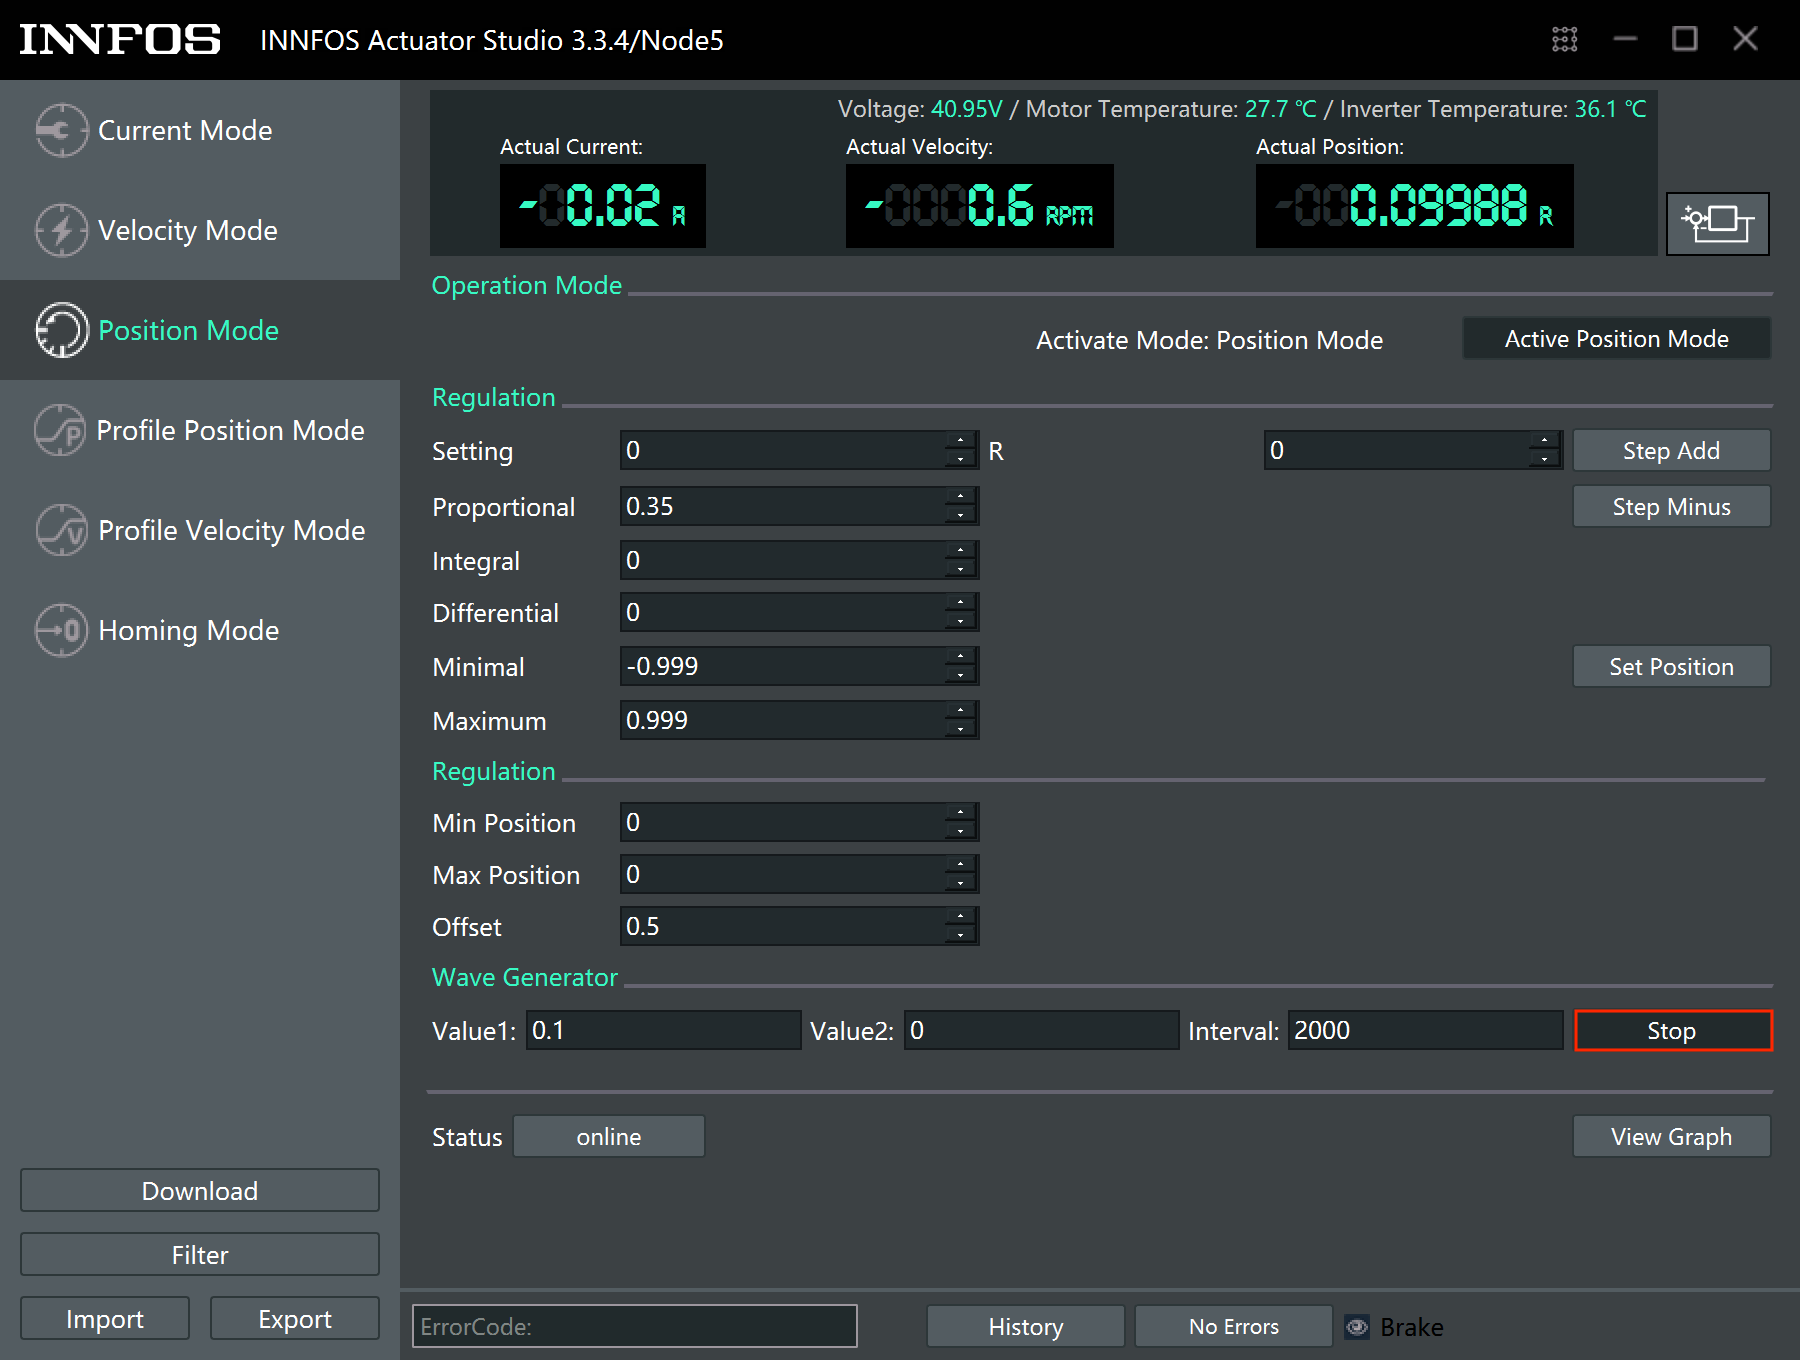 INNFOS INNFOS Actuator Studio 3.3.4/Node5
Current Mode
Velocity Mode
Position Mode
Profile Position Mode
Profile Velocity Mode
Homing Mode
Download
Filter
Import Export
Voltage: 40.95V / Motor Temperature: 27.7 ℃ / Inverter Temperature: 36.1 ℃
Actual Current: Actual Velocity: Actual Position:
-0.02 A -0.6 RPM 0.09988 R
Operation Mode
Activate Mode: Position Mode Active Position Mode
Regulation
Setting 0 R 0 Step Add
Proportional 0.35 Step Minus
Integral 0
Differential 0
Minimal -0.999 Set Position
Maximum 0.999
Regulation
Min Position 0
Max Position 0
Offset 0.5
Wave Generator
Value1: 0.1 Value2: 0 Interval: 2000 Stop
Status online View Graph
ErrorCode: History No Errors Brake